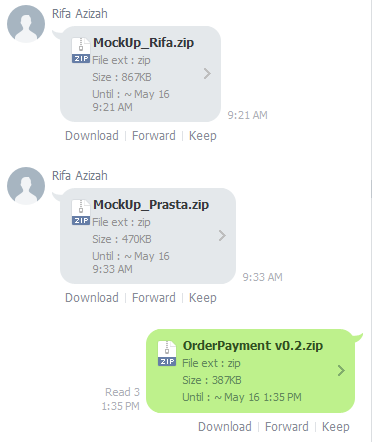 Rifa Azizah
MockUp_Rifa.zip
ZIP
File ext : zip
Size : 867KB
Until : ~ May 16
9:21 AM
9:21 AM
Download | Forward | Keep
Rifa Azizah
MockUp_Prasta.zip
ZIP
File ext : zip
Size : 470KB
Until : ~ May 16
9:33 AM
9:33 AM
Download | Forward | Keep
OrderPayment v0.2.zip
ZIP
File ext : zip
Size : 387KB
Until : ~ May 16 1:35 PM
Read 3
1:35 PM
Download | Forward | Keep